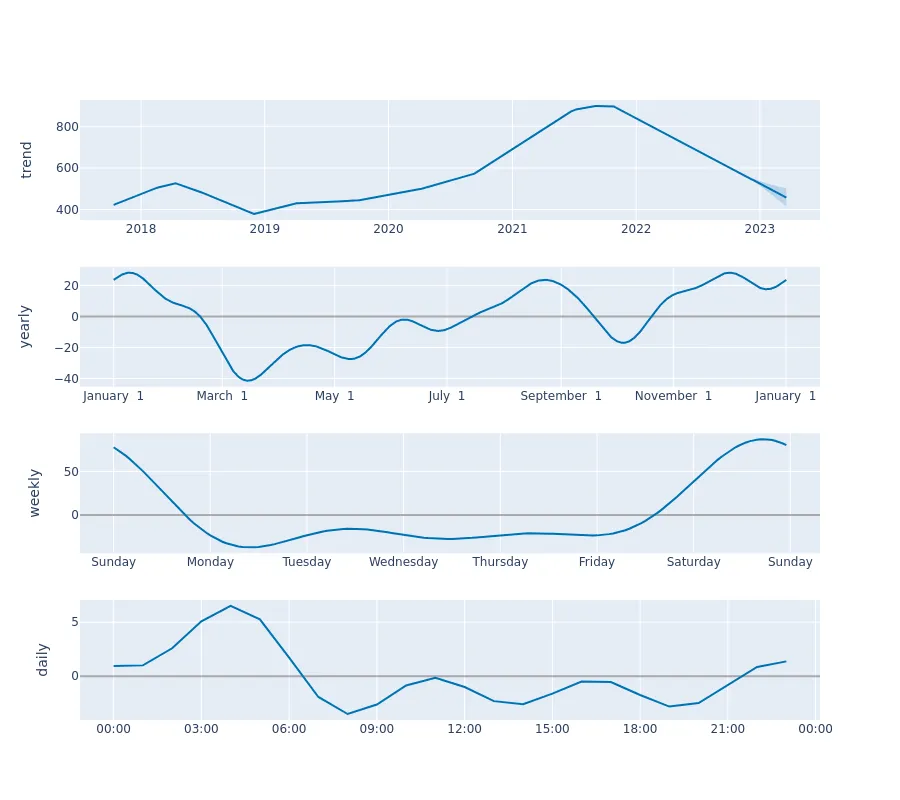 trend
800
600
400
2018 2019 2020 2021 2022 2023
yearly
20
0
−20
−40
January 1 March 1 May 1 July 1 September 1 November 1 January 1
weekly
50
0
Sunday Monday Tuesday Wednesday Thursday Friday Saturday Sunday
daily
5
0
00:00 03:00 06:00 09:00 12:00 15:00 18:00 21:00 00:00